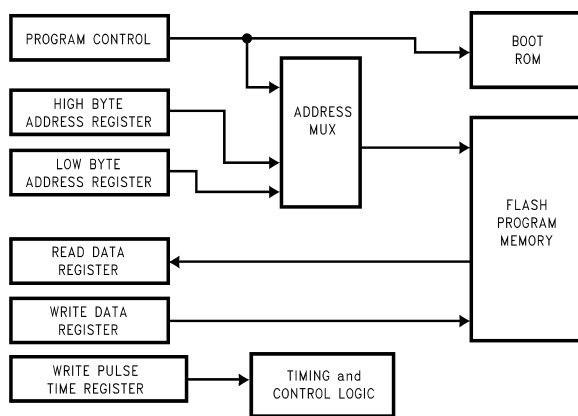 PROGRAM CONTROL
BOOT
ROM
HIGH BYTE
ADDRESS REGISTER
ADDRESS
MUX
LOW BYTE
ADDRESS REGISTER
FLASH
PROGRAM
MEMORY
READ DATA
REGISTER
WRITE DATA
REGISTER
WRITE PULSE
TIME REGISTER
TIMING and
CONTROL LOGIC